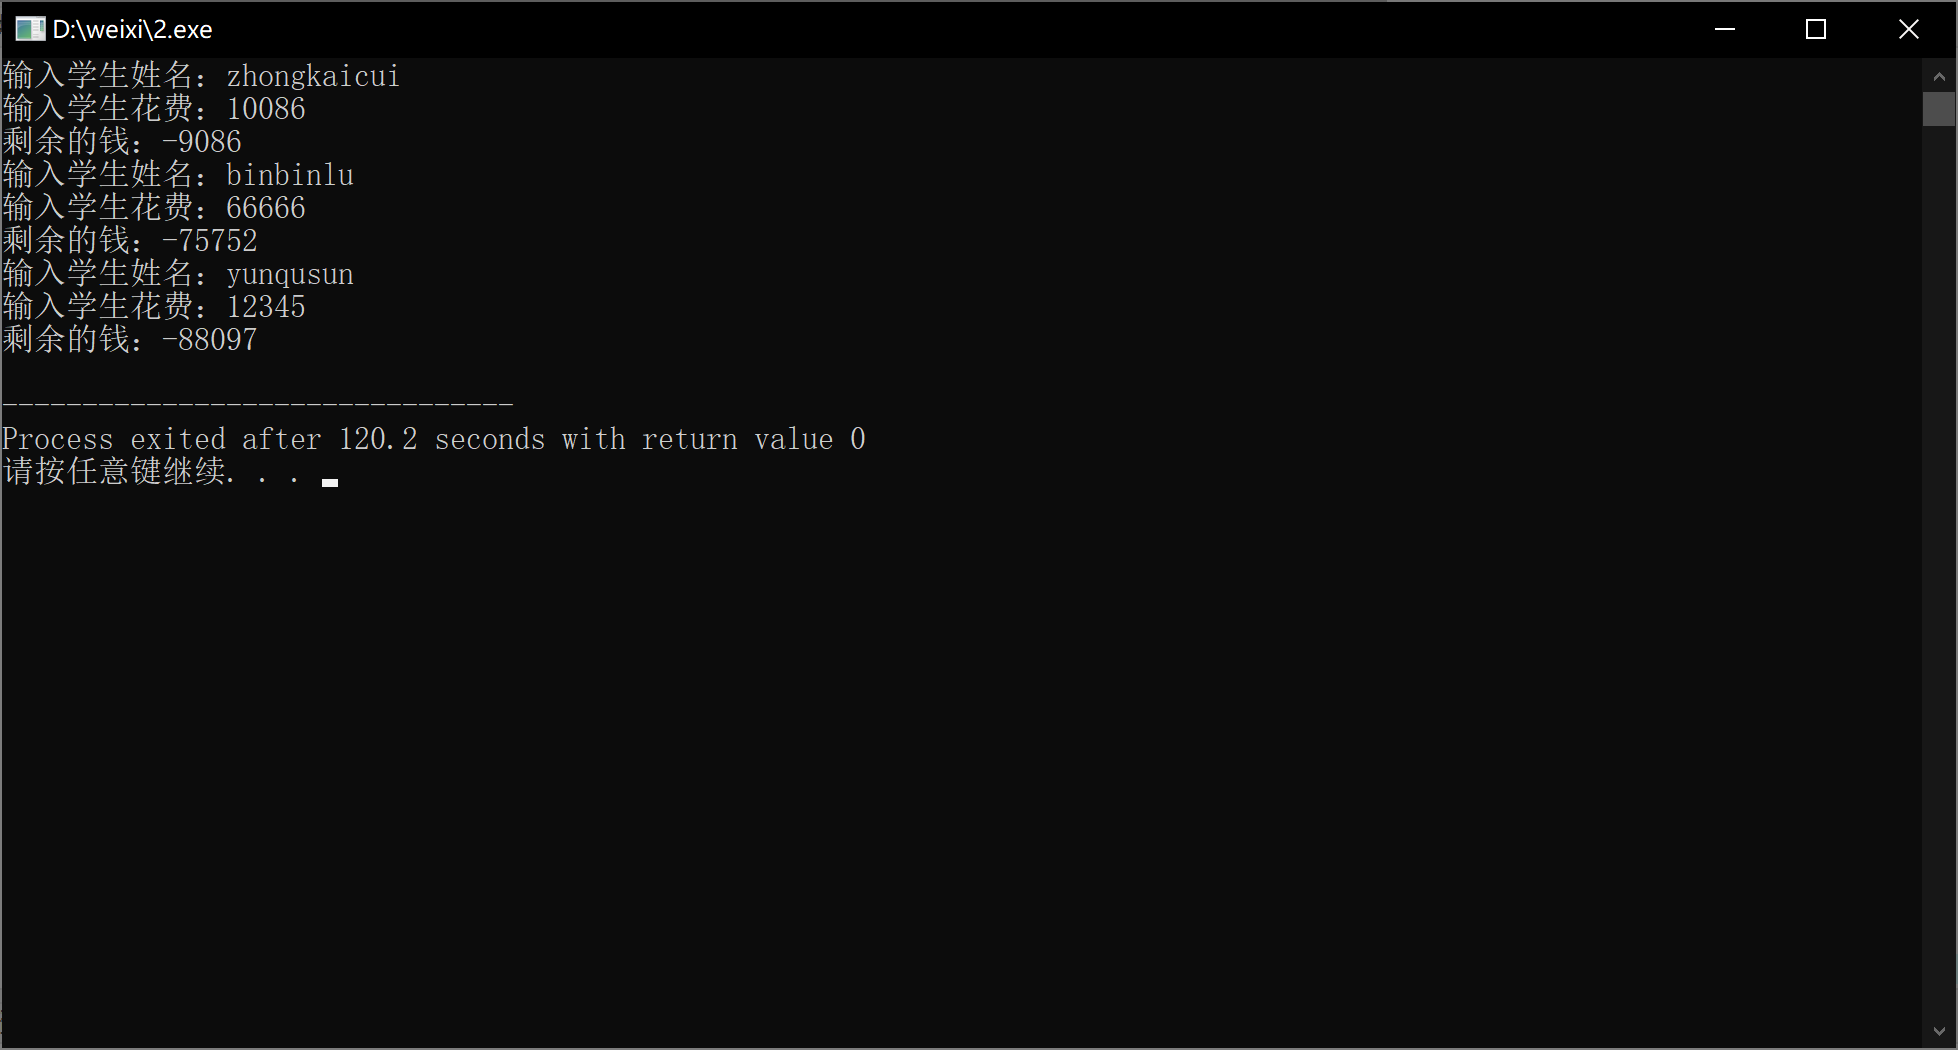 D:\weixi\2.exe
输入学生姓名：zhongkaicui
输入学生花费：10086
剩余的钱：-9086
输入学生姓名：binbinlu
输入学生花费：66666
剩余的钱：-75752
输入学生姓名：yunqusun
输入学生花费：12345
剩余的钱：-88097
--------------------------------
Process exited after 120.2 seconds with return value 0
请按任意键继续. . .